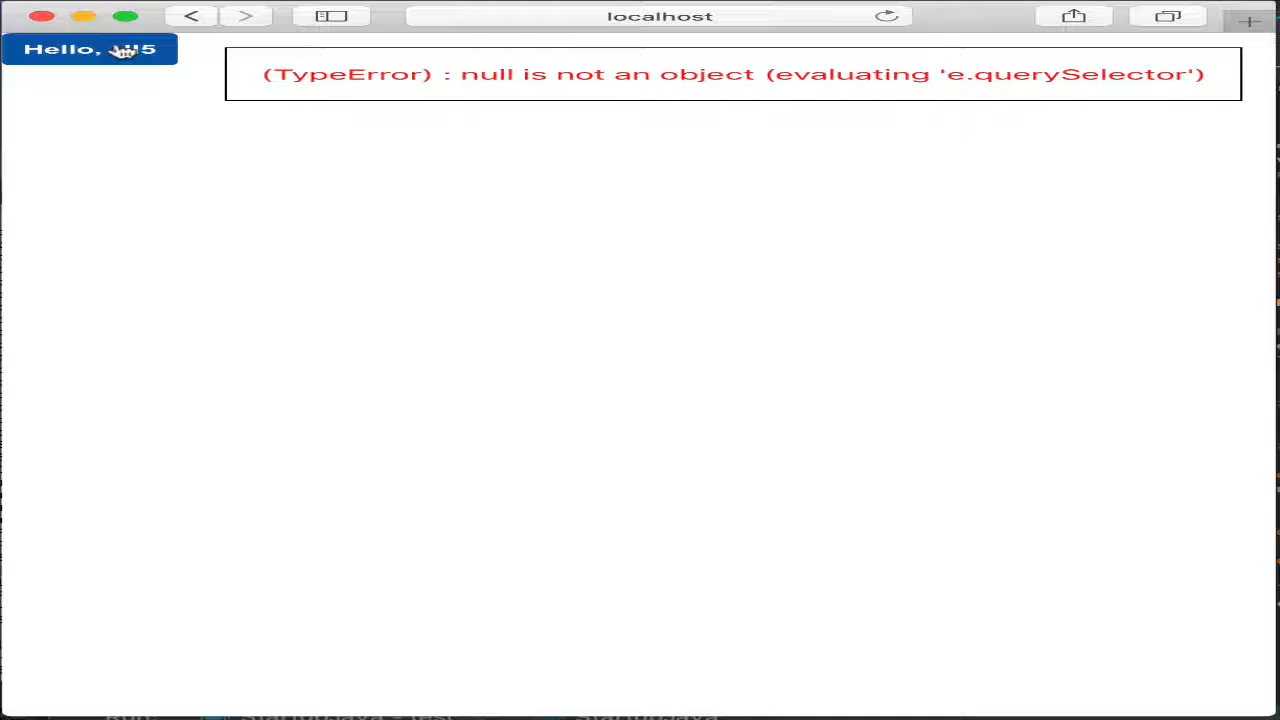 localhost
Hello,
(TypeError) : null is not an object (evaluating 'e.querySelector')